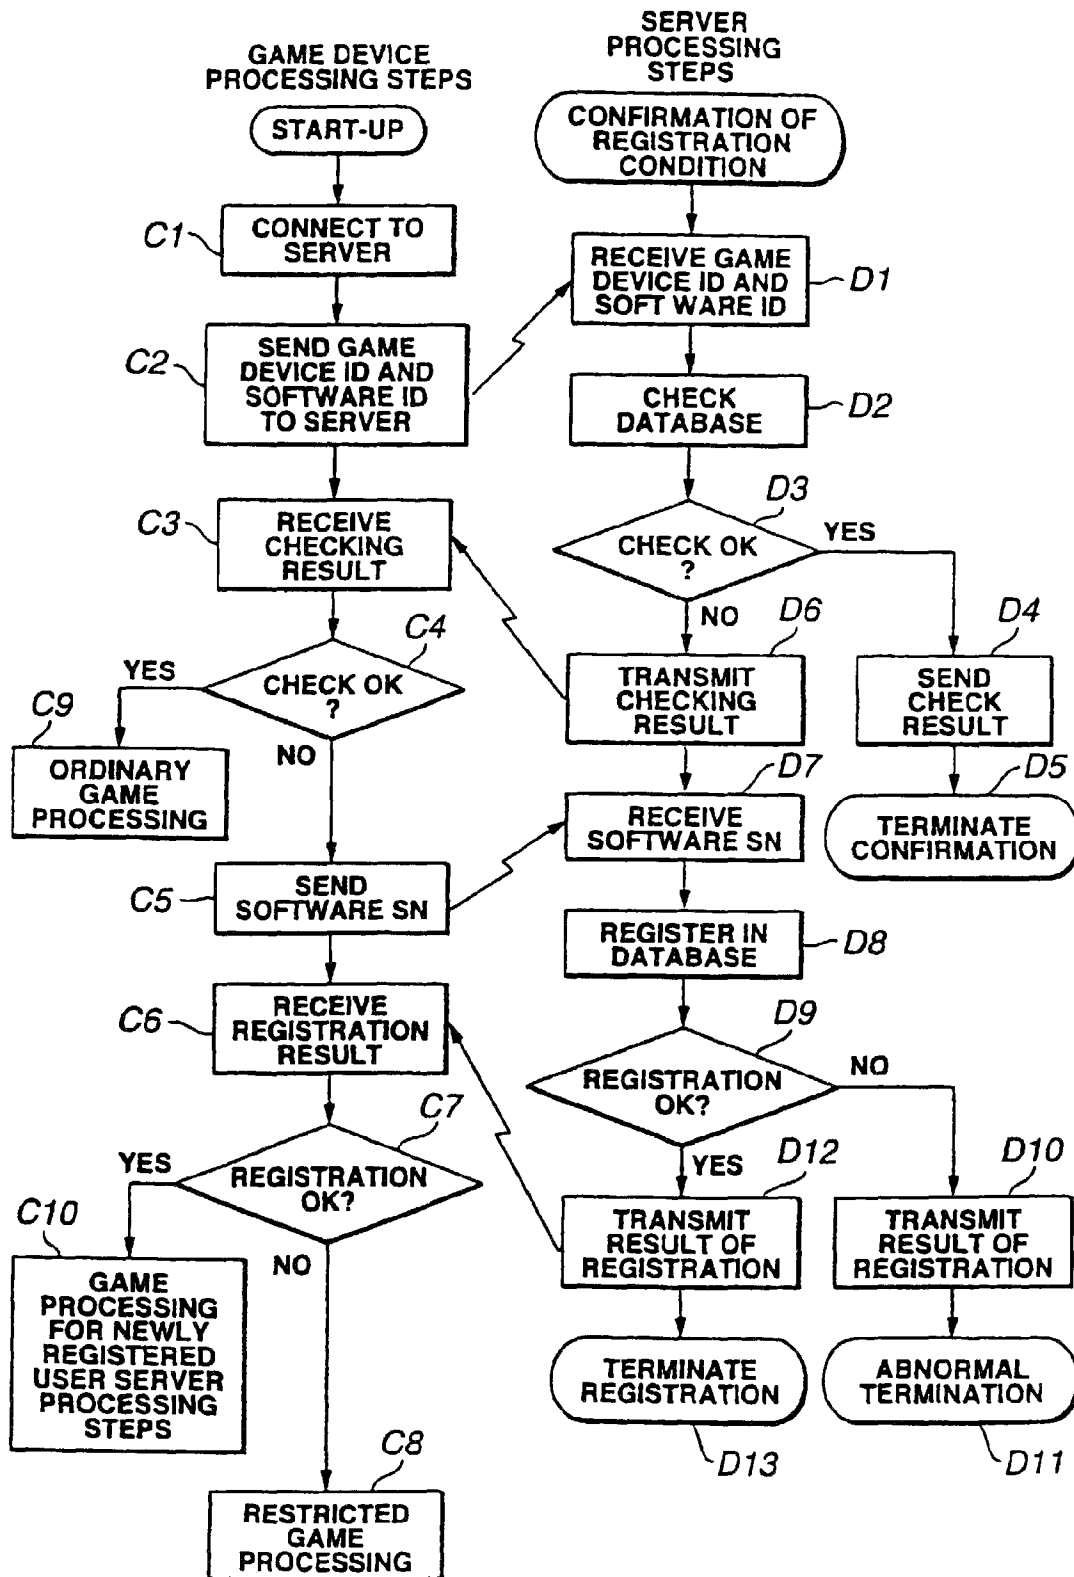 GAME DEVICE
PROCESSING STEPS
START-UP
C1
CONNECT TO
SERVER
C2
SEND GAME
DEVICE ID AND
SOFTWARE ID
TO SERVER
C3
RECEIVE
CHECKING
RESULT
C4
CHECK OK
?
YES
NO
C9
ORDINARY
GAME
PROCESSING
C5
SEND
SOFTWARE SN
C6
RECEIVE
REGISTRATION
RESULT
C7
REGISTRATION
OK?
YES
NO
C10
GAME
PROCESSING
FOR NEWLY
REGISTERED
USER SERVER
PROCESSING
STEPS
C8
RESTRICTED
GAME
PROCESSING
SERVER
PROCESSING
STEPS
CONFIRMATION OF
REGISTRATION
CONDITION
RECEIVE GAME
DEVICE ID AND
SOFT WARE ID
D1
CHECK
DATABASE
D2
D3
CHECK OK
?
YES
NO
D6
TRANSMIT
CHECKING
RESULT
D4
SEND
CHECK
RESULT
D5
TERMINATE
CONFIRMATION
D7
RECEIVE
SOFTWARE SN
REGISTER IN
DATABASE
D8
D9
REGISTRATION
OK?
NO
YES
D12
TRANSMIT
RESULT OF
REGISTRATION
D10
TRANSMIT
RESULT OF
REGISTRATION
TERMINATE
REGISTRATION
D13
ABNORMAL
TERMINATION
D11